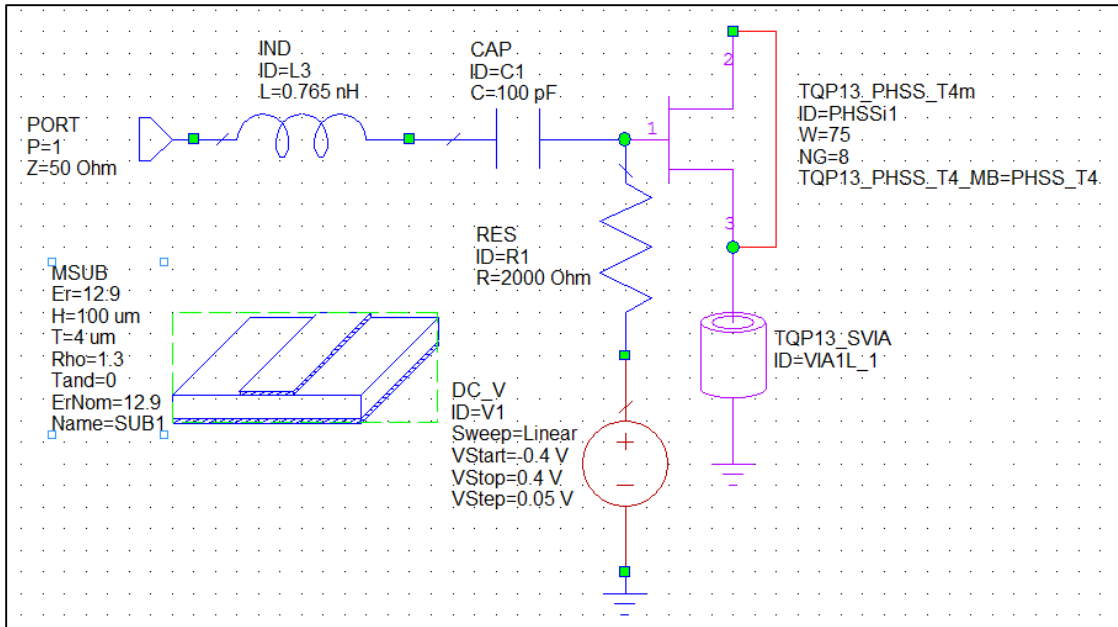 IND
ID=L3
L=0.765 nH
CAP
ID=C1
C=100 pF
PORT
P=1
Z=50 Ohm
1
2
3
TQP13_PHSS_T4m
ID=PHSSi1
W=75
NG=8
TQP13_PHSS_T4_MB=PHSS_T4
RES
ID=R1
R=2000 Ohm
MSUB
Er=12.9
H=100 um
T=4 um
Rho=1.3
Tand=0
ErNom=12.9
Name=SUB1
TQP13_SVIA
ID=VIA1L_1
DC_V
ID=V1
Sweep=Linear
VStart=-0.4 V
VStop=0.4 V
VStep=0.05 V